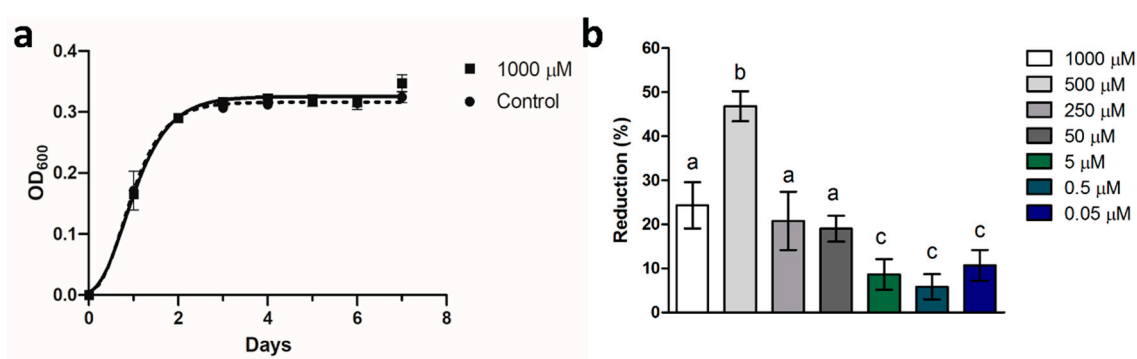 a
0.4
0.3
0.2
0.1
0.0
0 2 4 6 8
OD600
Days
1000 μM
Control
b
60
50
40
30
20
10
0
Reduction (%)
a b a a c c c
1000 μM
500 μM
250 μM
50 μM
5 μM
0.5 μM
0.05 μM